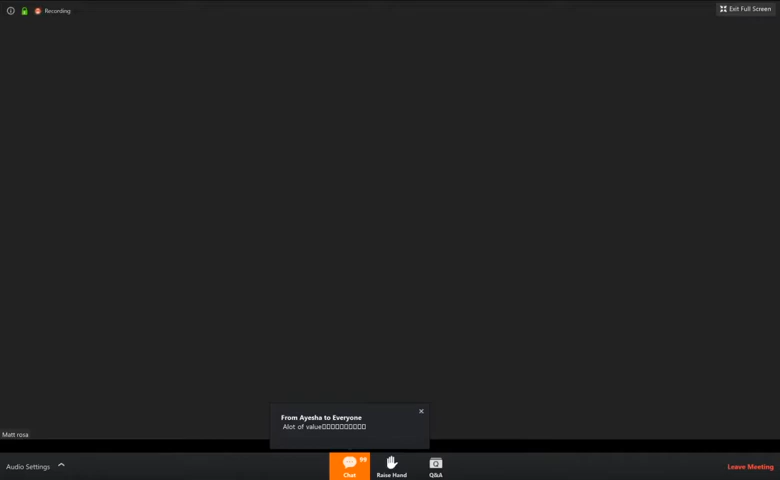 Recording
Exit Full Screen
From Ayesha to Everyone
Alot of value▯▯▯▯▯▯▯▯▯▯
Matt rosa
Audio Settings
Chat
99
Raise Hand
Q
Q&A
Leave Meeting